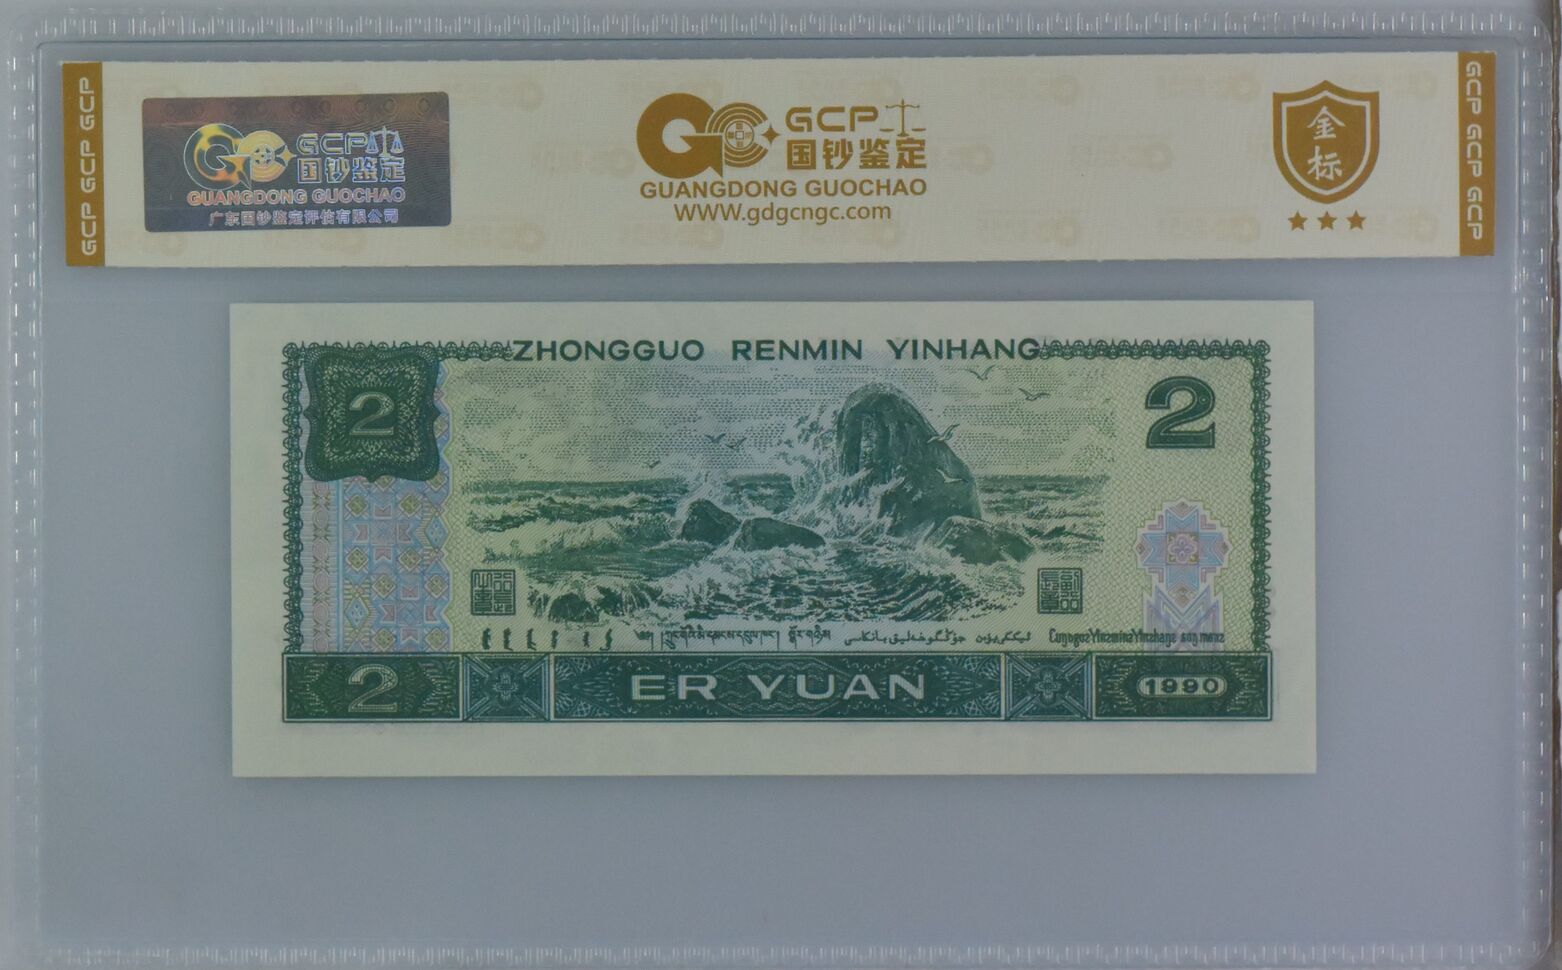 GCP GCP GCP
GCP
国钞鉴定
GUANGDONG GUOCHAO
广东国钞鉴定评估有限公司
GCP
国钞鉴定
GUANGDONG GUOCHAO
WWW.gdgcngc.com
金标
GCP GCP GCP
ZHONGGUO RENMIN YINHANG
2
2
2
ER YUAN
1990